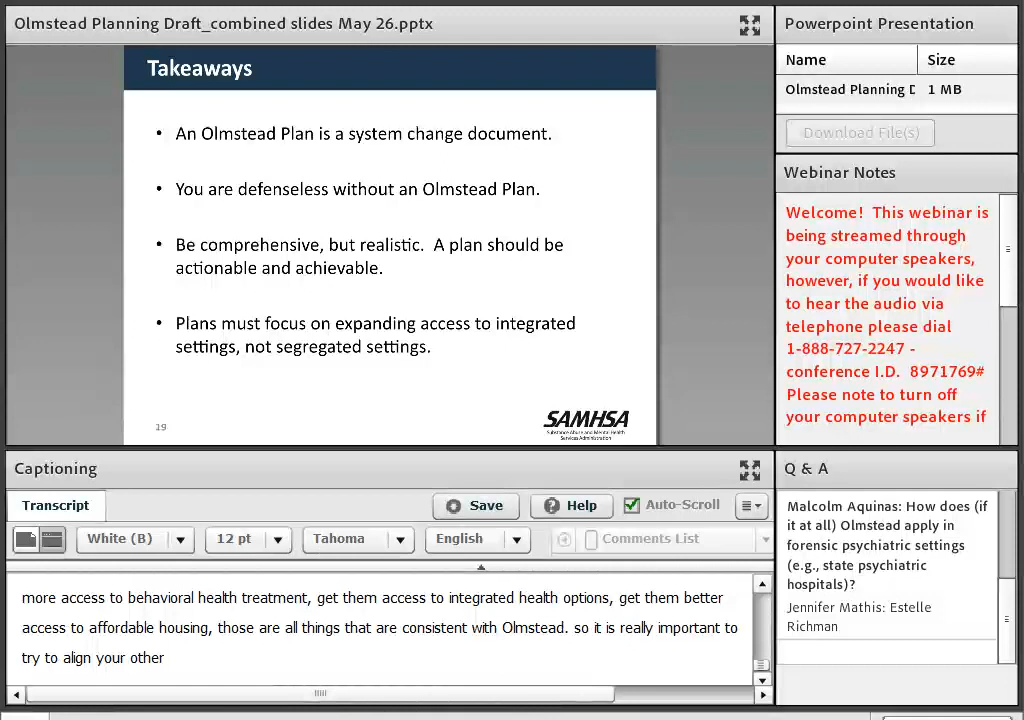 Olmstead Planning Draft_combined slides May 26.pptx
Takeaways
• An Olmstead Plan is a system change document.
• You are defenseless without an Olmstead Plan.
• Be comprehensive, but realistic. A plan should be
actionable and achievable.
• Plans must focus on expanding access to integrated
settings, not segregated settings.
19
SAMHSA
Substance Abuse and Mental Health
Services Administration
Powerpoint Presentation
Name Size
Olmstead Planning D 1 MB
Download File(s)
Webinar Notes
Welcome! This webinar is
being streamed through
your computer speakers,
however, if you would like
to hear the audio via
telephone please dial
1-888-727-2247 -
conference I.D. 8971769#
Please note to turn off
your computer speakers if
Captioning
Transcript Save Help Auto-Scroll
White (B) 12 pt Tahoma English Comments List
more access to behavioral health treatment, get them access to integrated health options, get them better
access to affordable housing, those are all things that are consistent with Olmstead. so it is really important to
try to align your other
Q & A
Malcolm Aquinas: How does (if
it at all) Olmstead apply in
forensic psychiatric settings
(e.g., state psychiatric
hospitals)?
Jennifer Mathis: Estelle
Richman